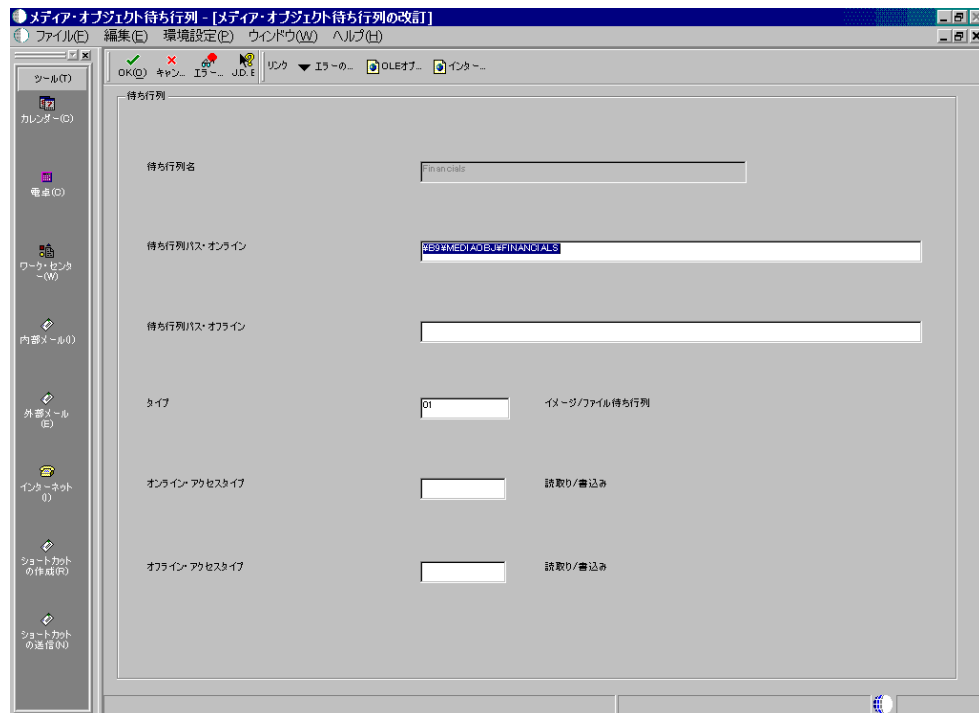 メディア・オブジェクト待ち行列 - [メディア・オブジェクト待ち行列の改訂]
ファイル(F) 編集(E) 環境設定(P) ウィンドウ(W) ヘルプ(H)
OK(O) キャン... エラー... J.D.E リンク エラーの... OLEオブ... インター...
ツール(T)
カレンダー(O)
電卓(C)
ワーク・センタ
ー(W)
内部メール(I)
外部メール
(E)
インターネット
(I)
ショートカット
の作成(R)
ショートカット
の送信(N)
待ち行列
待ち行列名 Financials
待ち行列パス・オンライン ¥B9¥MEDIAOBJ¥FINANCIALS
待ち行列パス・オフライン
タイプ 01 イメージ/ファイル待ち行列
オンライン・アクセスタイプ 読取り/書込み
オフライン・アクセスタイプ 読取り/書込み